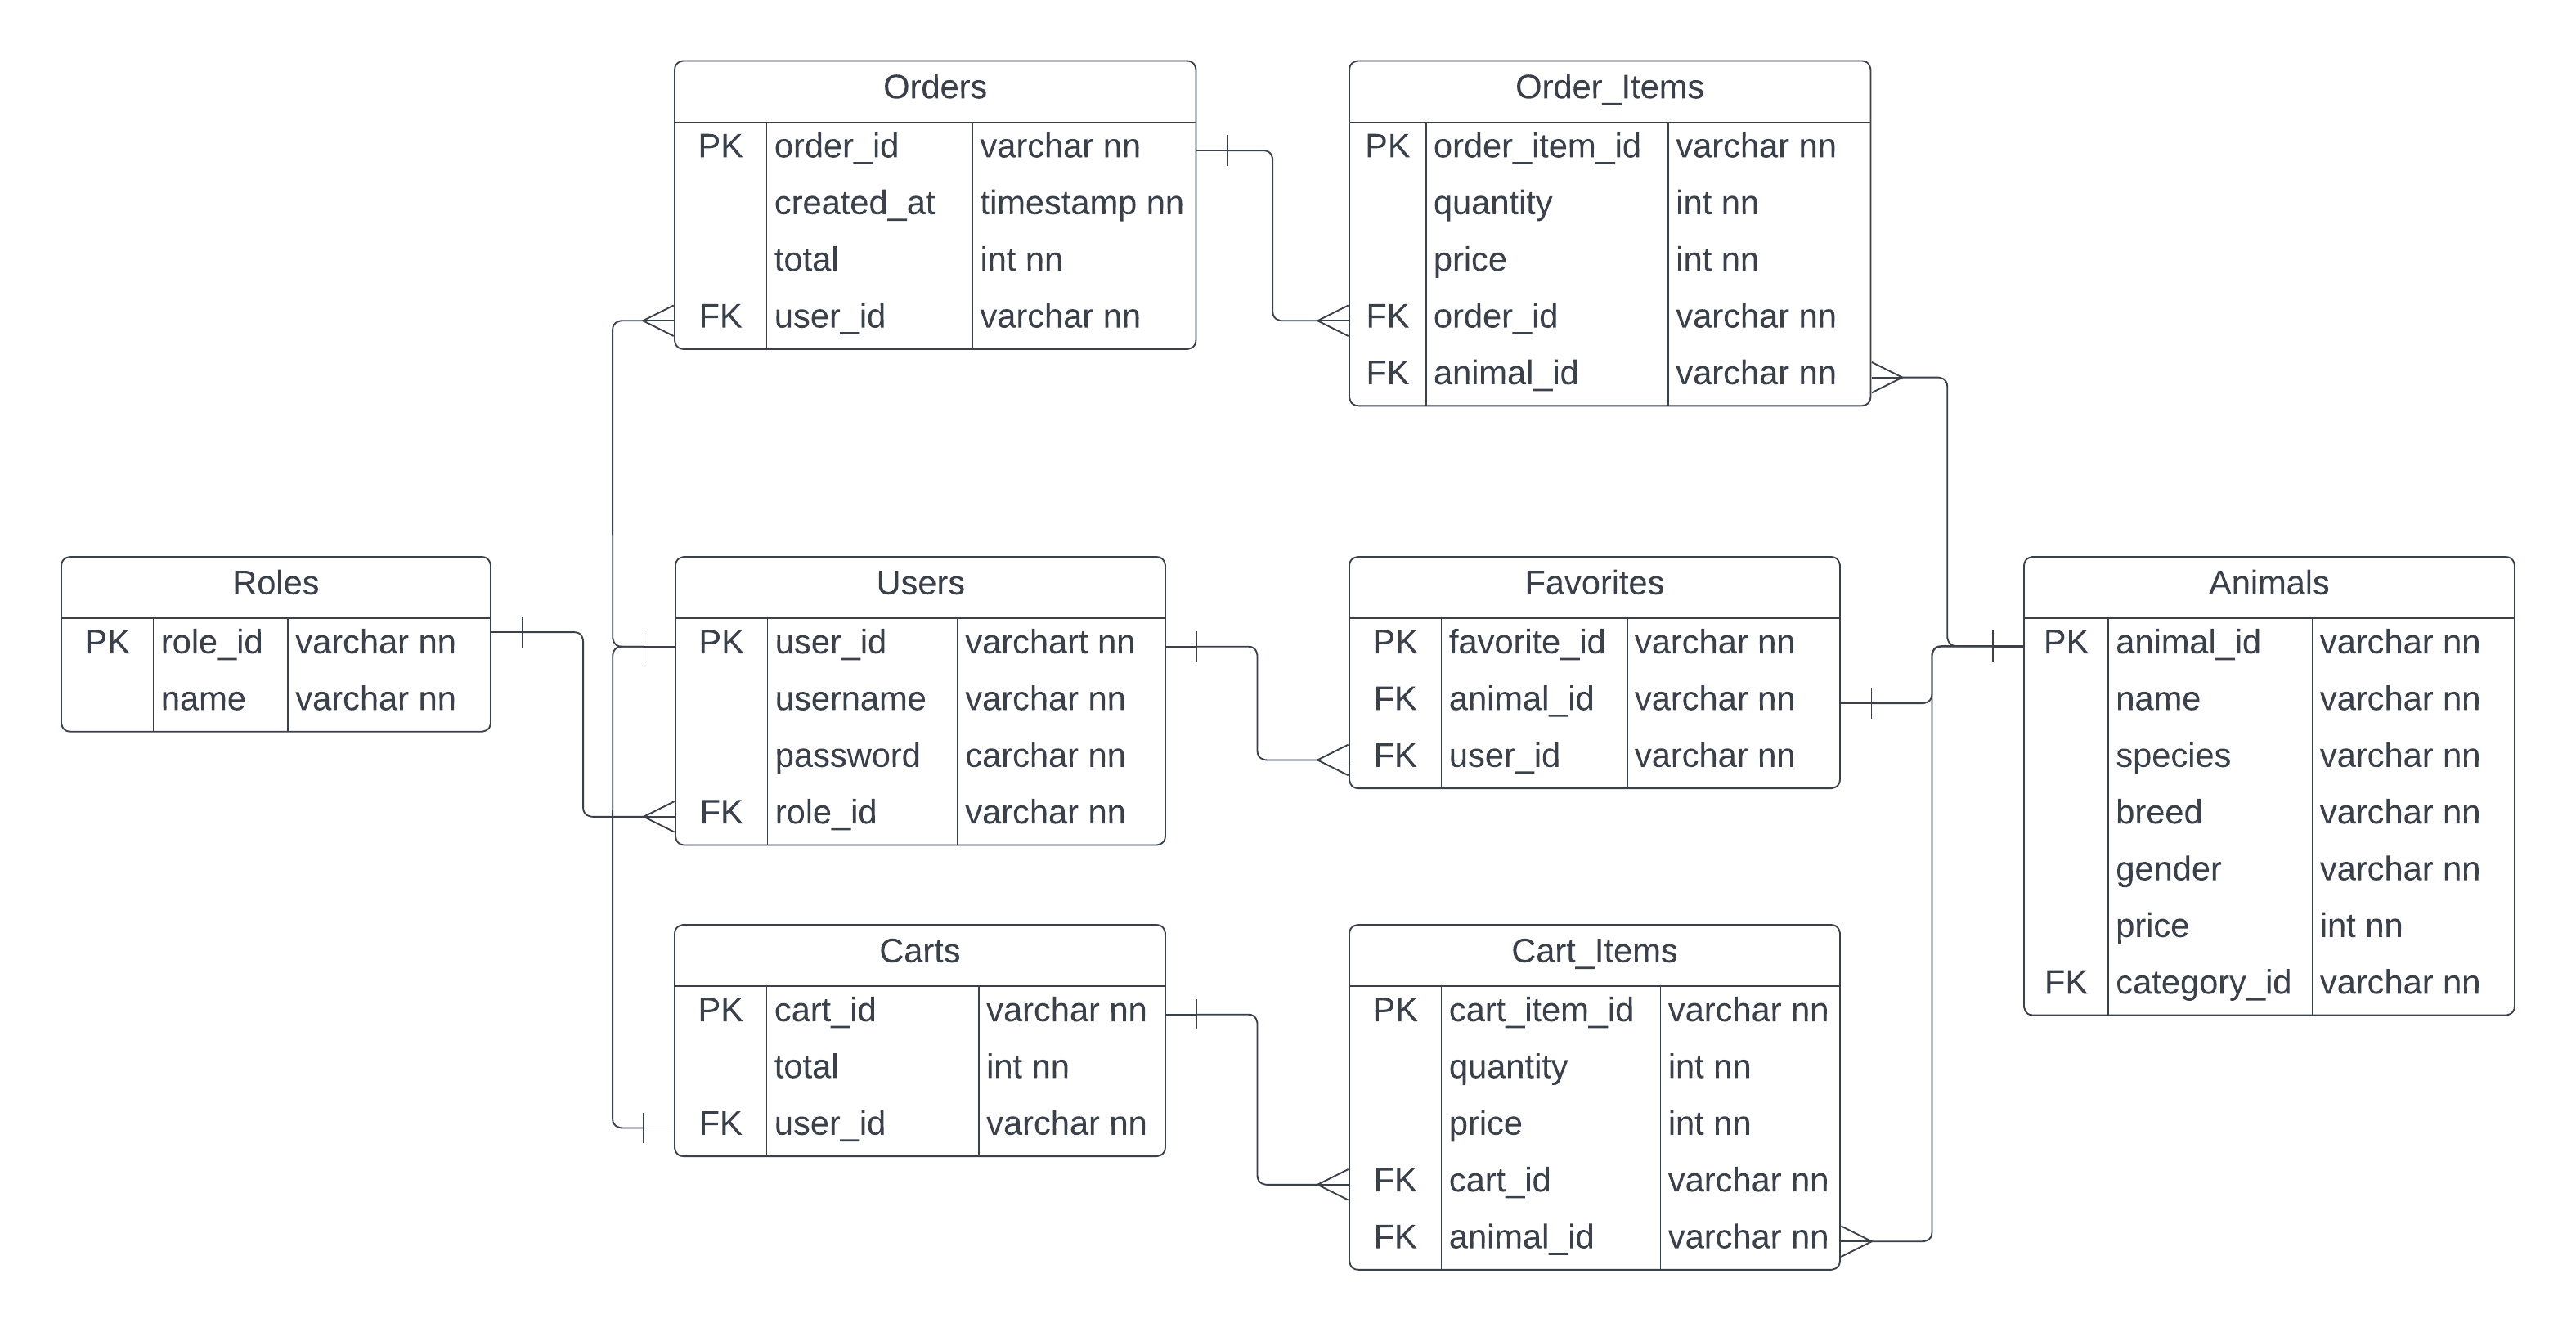 Orders
PK order_id varchar nn
created_at timestamp nn
total int nn
FK user_id varchar nn
Order_Items
PK order_item_id varchar nn
quantity int nn
price int nn
FK order_id varchar nn
FK animal_id varchar nn
Roles
PK role_id varchar nn
name varchar nn
Users
PK user_id varchart nn
username varchar nn
password carchar nn
FK role_id varchar nn
Favorites
PK favorite_id varchar nn
FK animal_id varchar nn
FK user_id varchar nn
Animals
PK animal_id varchar nn
name varchar nn
species varchar nn
breed varchar nn
gender varchar nn
price int nn
FK category_id varchar nn
Carts
PK cart_id varchar nn
total int nn
FK user_id varchar nn
Cart_Items
PK cart_item_id varchar nn
quantity int nn
price int nn
FK cart_id varchar nn
FK animal_id varchar nn